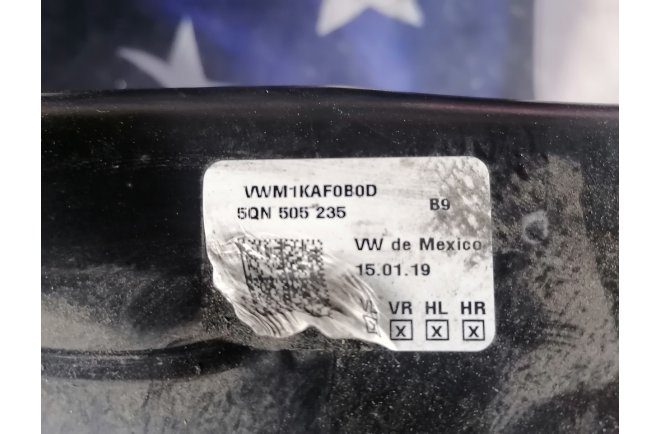 VWM1KAF0B0D
5QN 505 235 B9
VW de Mexico
15.01.19
VR HL HR
X X X